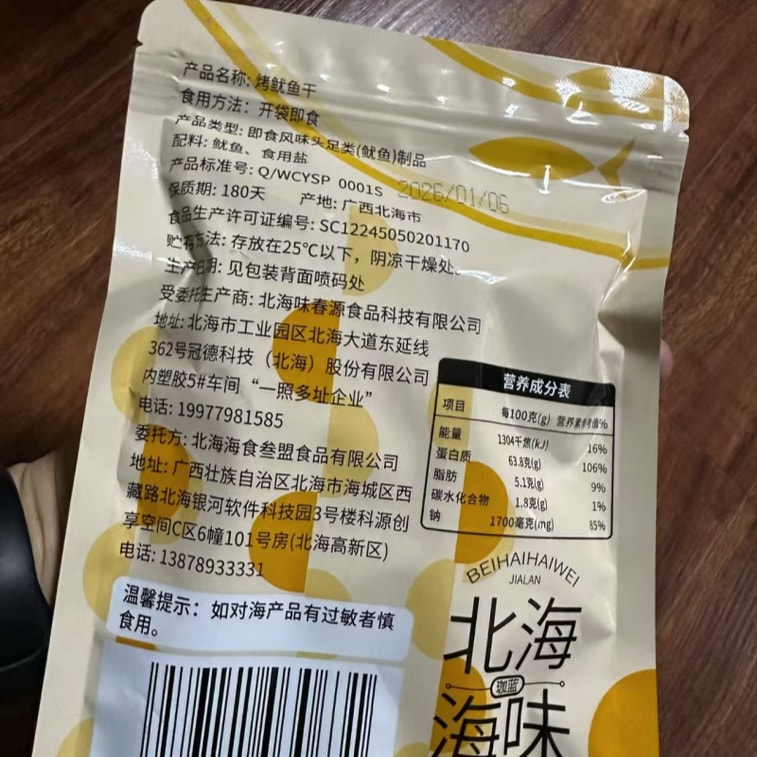 产品名称: 烤鱿鱼干
食用方法: 开袋即食
产品类型: 即食风味头足类(鱿鱼)制品
配料: 鱿鱼、食用盐
产品标准号: Q/WCYSP 0001S 2026/01/06
保质期: 180天 产地: 广西北海市
食品生产许可证编号: SC12245050201170
贮存方法: 存放在25℃以下，阴凉干燥处。
生产日期: 见包装背面喷码处
受委托生产商: 北海味春源食品科技有限公司
地址: 北海市工业园区北海大道东延线
362号冠德科技（北海）股份有限公司
内塑胶5#车间“一照多址企业”
电话: 19977981585
委托方: 北海海食叁盟食品有限公司
地址: 广西壮族自治区北海市海城区西
藏路北海银河软件科技园3号楼科源创
享空间C区6幢101号房(北海高新区)
电话: 13878933331
温馨提示: 如对海产品有过敏者慎
食用。
营养成分表
项目 每100克(g) 营养素参考值%
能量 1304千焦(kJ) 16%
蛋白质 63.8克(g) 106%
脂肪 5.1克(g) 9%
碳水化合物 1.8克(g) 1%
钠 1700毫克(mg) 85%
BEIHAIHAIWEI
JIALAN
北海
珈蓝
海味